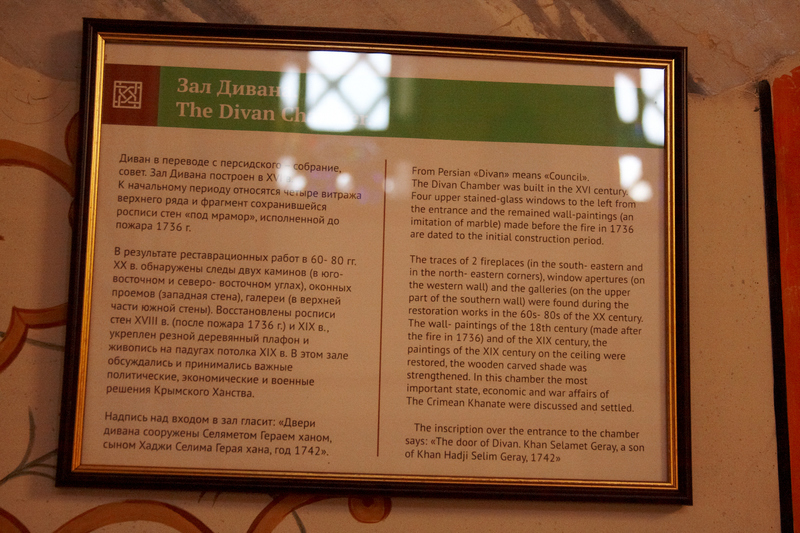 Зал Диван
The Divan Ch
Диван в переводе с персидского собрание,
совет. Зал Дивана построен в XV
К начальному периоду относятся четыре витража
верхнего ряда и фрагмент сохранившейся
росписи стен «под мрамор», исполненной до
пожара 1736 г.
В результате реставрационных работ в 60- 80 гг.
XX в. обнаружены следы двух каминов (в юго-
восточном и северо- восточном углах), оконных
проемов (западная стена), галереи (в верхней
части южной стены). Восстановлены росписи
стен XVIII в. (после пожара 1736 г.) и XIX в.,
укреплен резной деревянный плафон и
живопись на падугах потолка XIX в. В этом зале
обсуждались и принимались важные
политические, экономические и военные
решения Крымского Ханства.
Надпись над входом в зал гласит: «Двери
дивана сооружены Селяметом Гераем ханом,
сыном Хаджи Селима Герая хана, год 1742».
From Persian «Divan» means «Council».
The Divan Chamber was built in the XVI century.
Four upper stained-glass windows to the left from
the entrance and the remained wall-paintings (an
imitation of marble) made before the fire in 1736
are dated to the initial construction period.
The traces of 2 fireplaces (in the south- eastern and
in the north- eastern corners), window apertures (on
the western wall) and the galleries (on the upper
part of the southern wall) were found during the
restoration works in the 60s- 80s of the XX century.
The wall- paintings of the 18th century (made after
the fire in 1736) and of the XIX century, the
paintings of the XIX century on the ceiling were
restored, the wooden carved shade was
strengthened. In this chamber the most
important state, economic and war affairs of
The Crimean Khanate were discussed and settled.
The inscription over the entrance to the chamber
says: «The door of Divan. Khan Selamet Geray, a son
of Khan Hadji Selim Geray, 1742»